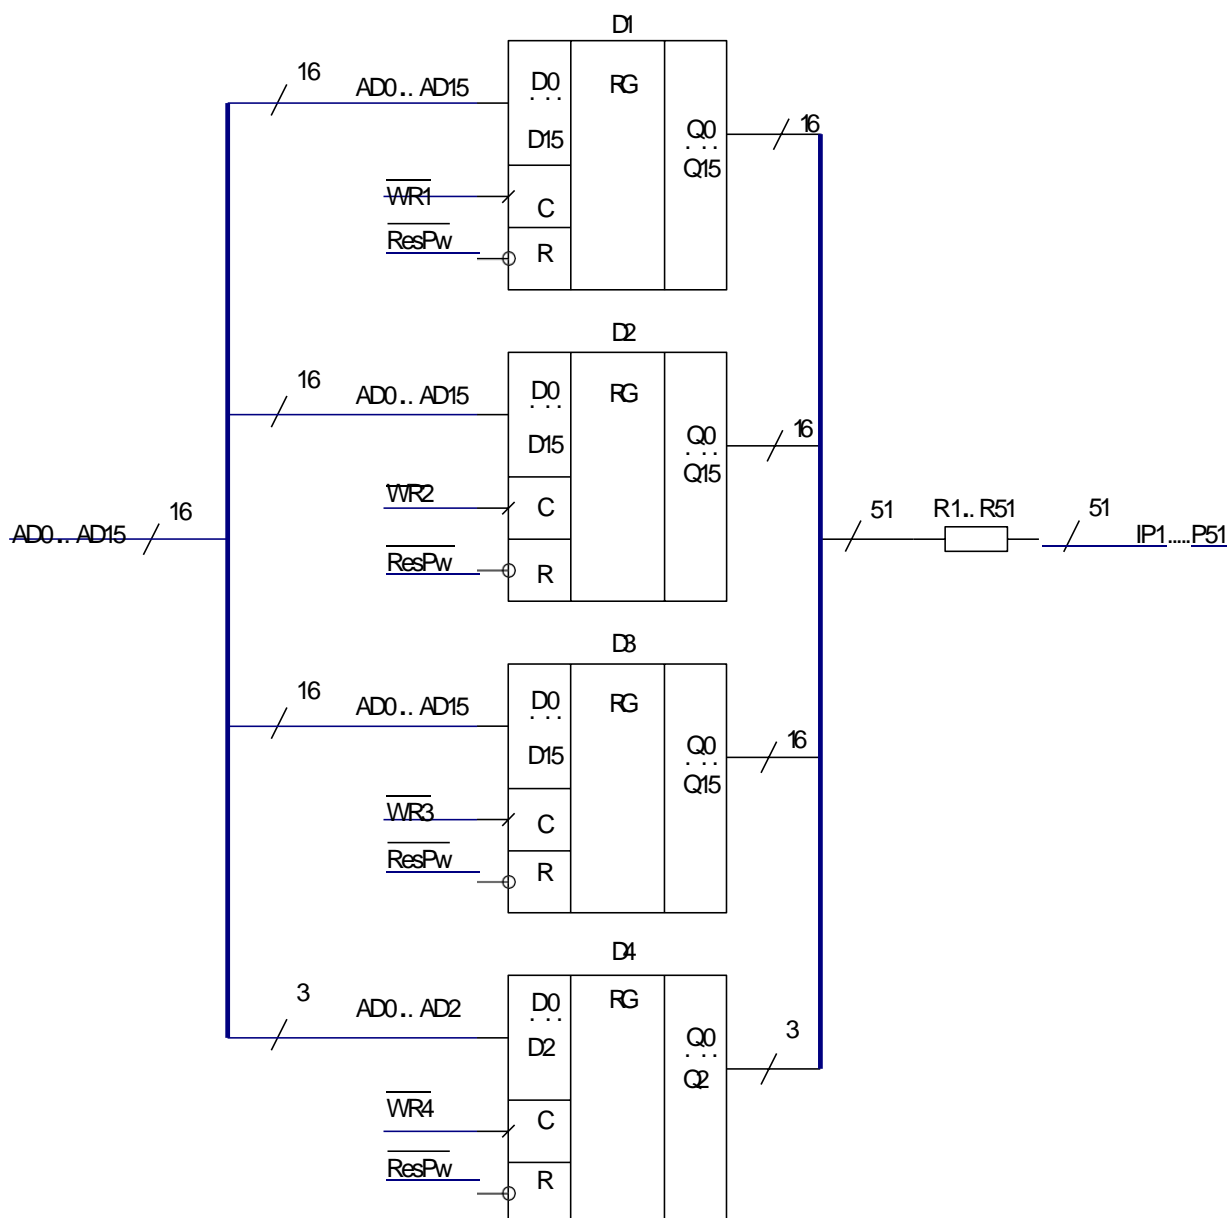 D1
16
AD0.. AD15
D0
...
D15
RG
Q0
...
Q15
16
WR1
C
ResPw
R
D2
16
AD0.. AD15
D0
...
D15
RG
Q0
...
Q15
16
WR2
C
ResPw
R
AD0.. AD15
16
51
R1.. R51
51
IP1.....P51
D3
16
AD0.. AD15
D0
...
D15
RG
Q0
...
Q15
16
WR3
C
ResPw
R
D4
3
AD0.. AD2
D0
...
D2
RG
Q0
...
Q2
3
WR4
C
ResPw
R